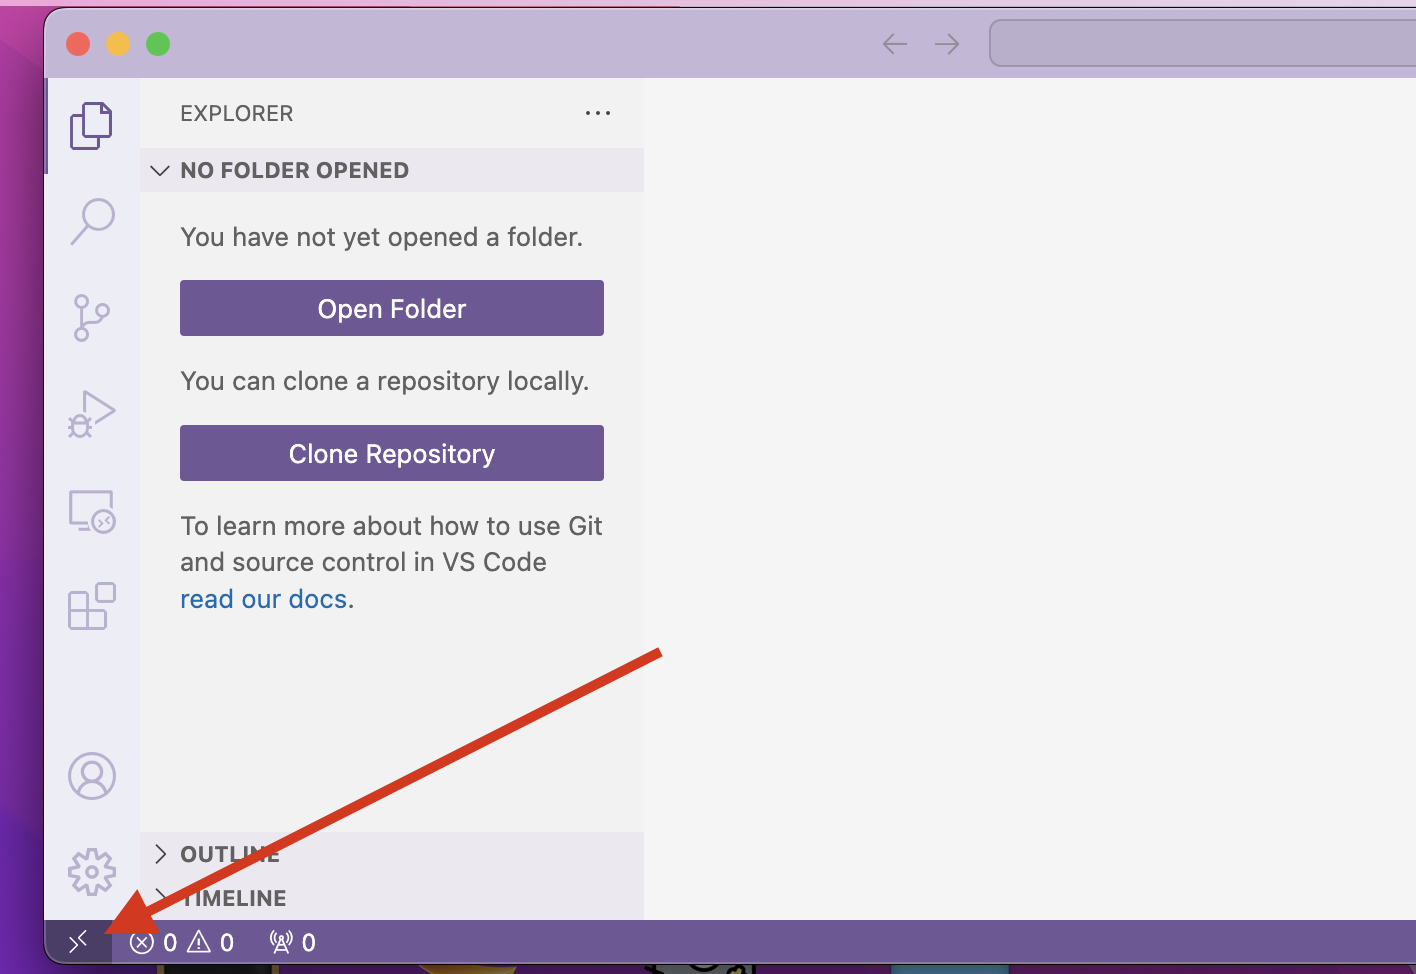 EXPLORER
NO FOLDER OPENED
You have not yet opened a folder.
Open Folder
You can clone a repository locally.
Clone Repository
To learn more about how to use Git
and source control in VS Code
read our docs.
OUTLINE
TIMELINE
0 0 0